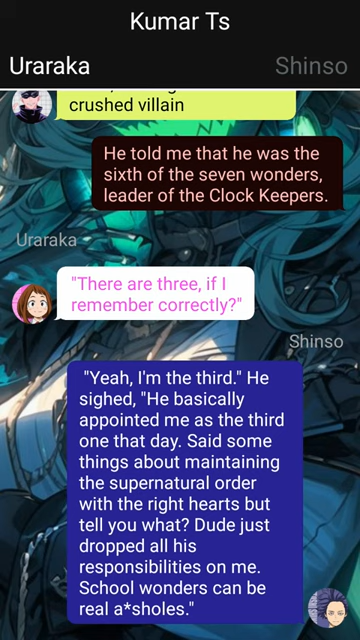 Kumar Ts
Uraraka
Shinso
crushed villain
He told me that he was the
sixth of the seven wonders,
leader of the Clock Keepers.
Uraraka
"There are three, if I
remember correctly?"
Shinso
"Yeah, I'm the third." He
sighed, "He basically
appointed me as the third
one that day. Said some
things about maintaining
the supernatural order
with the right hearts but
tell you what? Dude just
dropped all his
responsibilities on me.
School wonders can be
real a*sholes."